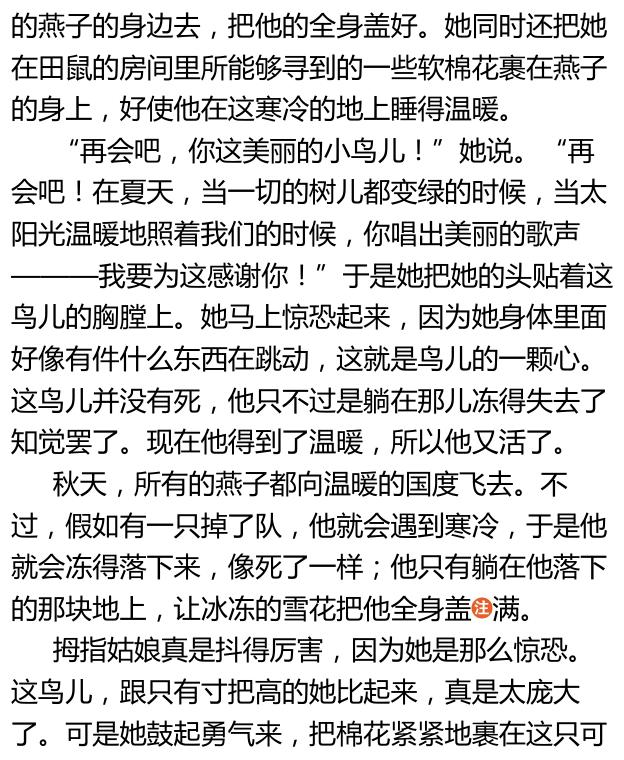 的燕子的身边去，把他的全身盖好。她同时还把她
在田鼠的房间里所能够寻到的一些软棉花裹在燕子
的身上，好使他在这寒冷的地上睡得温暖。
“再会吧，你这美丽的小鸟儿！”她说。“再
会吧！在夏天，当一切的树儿都变绿的时候，当太
阳光温暖地照着我们的时候，你唱出美丽的歌声
———我要为这感谢你！”于是她把她的头贴着这
鸟儿的胸膛上。她马上惊恐起来，因为她身体里面
好像有件什么东西在跳动，这就是鸟儿的一颗心。
这鸟儿并没有死，他只不过是躺在那儿冻得失去了
知觉罢了。现在他得到了温暖，所以他又活了。
秋天，所有的燕子都向温暖的国度飞去。不
过，假如有一只掉了队，他就会遇到寒冷，于是他
就会冻得落下来，像死了一样；他只有躺在他落下
的那块地上，让冰冻的雪花把他全身盖注满。
拇指姑娘真是抖得厉害，因为她是那么惊恐。
这鸟儿，跟只有寸把高的她比起来，真是太庞大
了。可是她鼓起勇气来，把棉花紧紧地裹在这只可